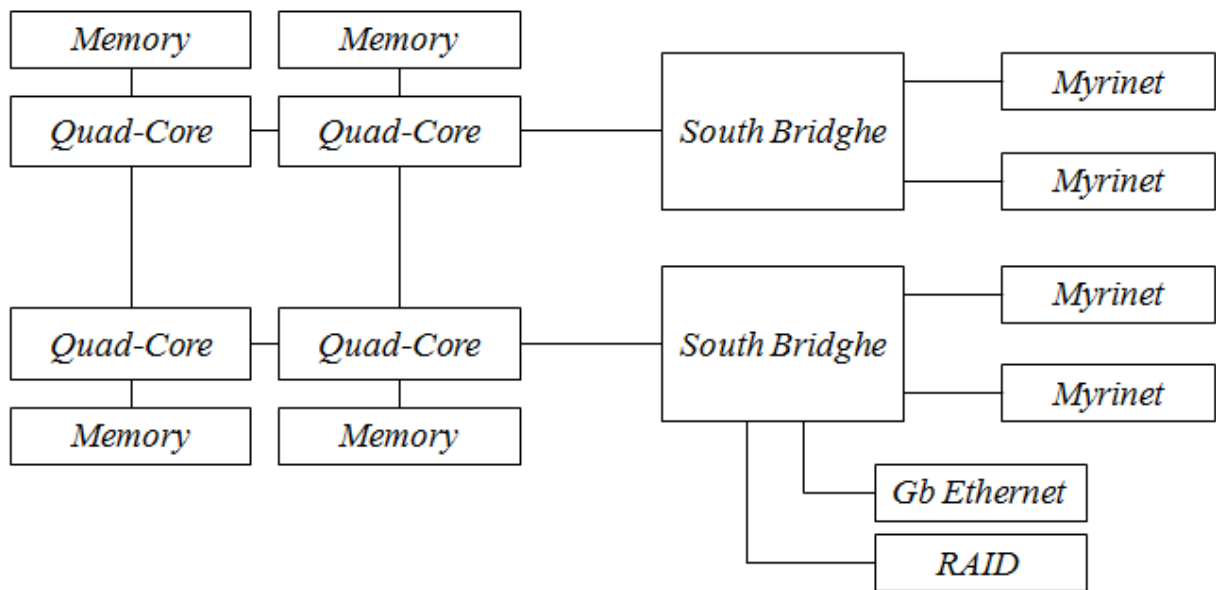 Memory
Memory
Quad-Core
Quad-Core
South Bridghe
Myrinet
Myrinet
Quad-Core
Quad-Core
South Bridghe
Myrinet
Myrinet
Memory
Memory
Gb Ethernet
RAID